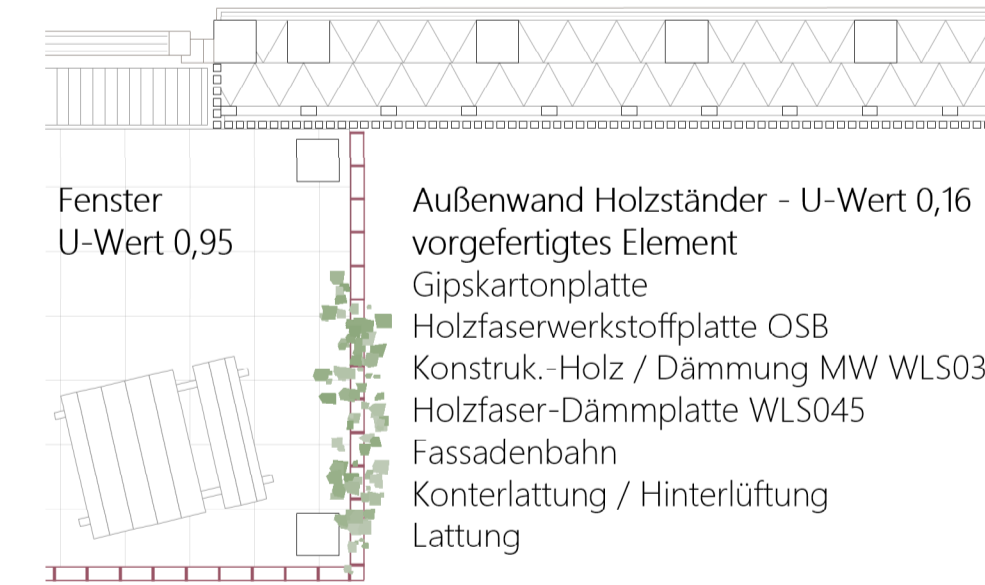 Fenster
U-Wert 0,95
Außenwand Holzständer - U-Wert 0,16
vorgefertigtes Element
Gipskartonplatte
Holzfaserwerkstoffplatte OSB
Konstruk.-Holz / Dämmung MW WLS03
Holzfaser-Dämmplatte WLS045
Fassadenbahn
Konterlattung / Hinterlüftung
Lattung